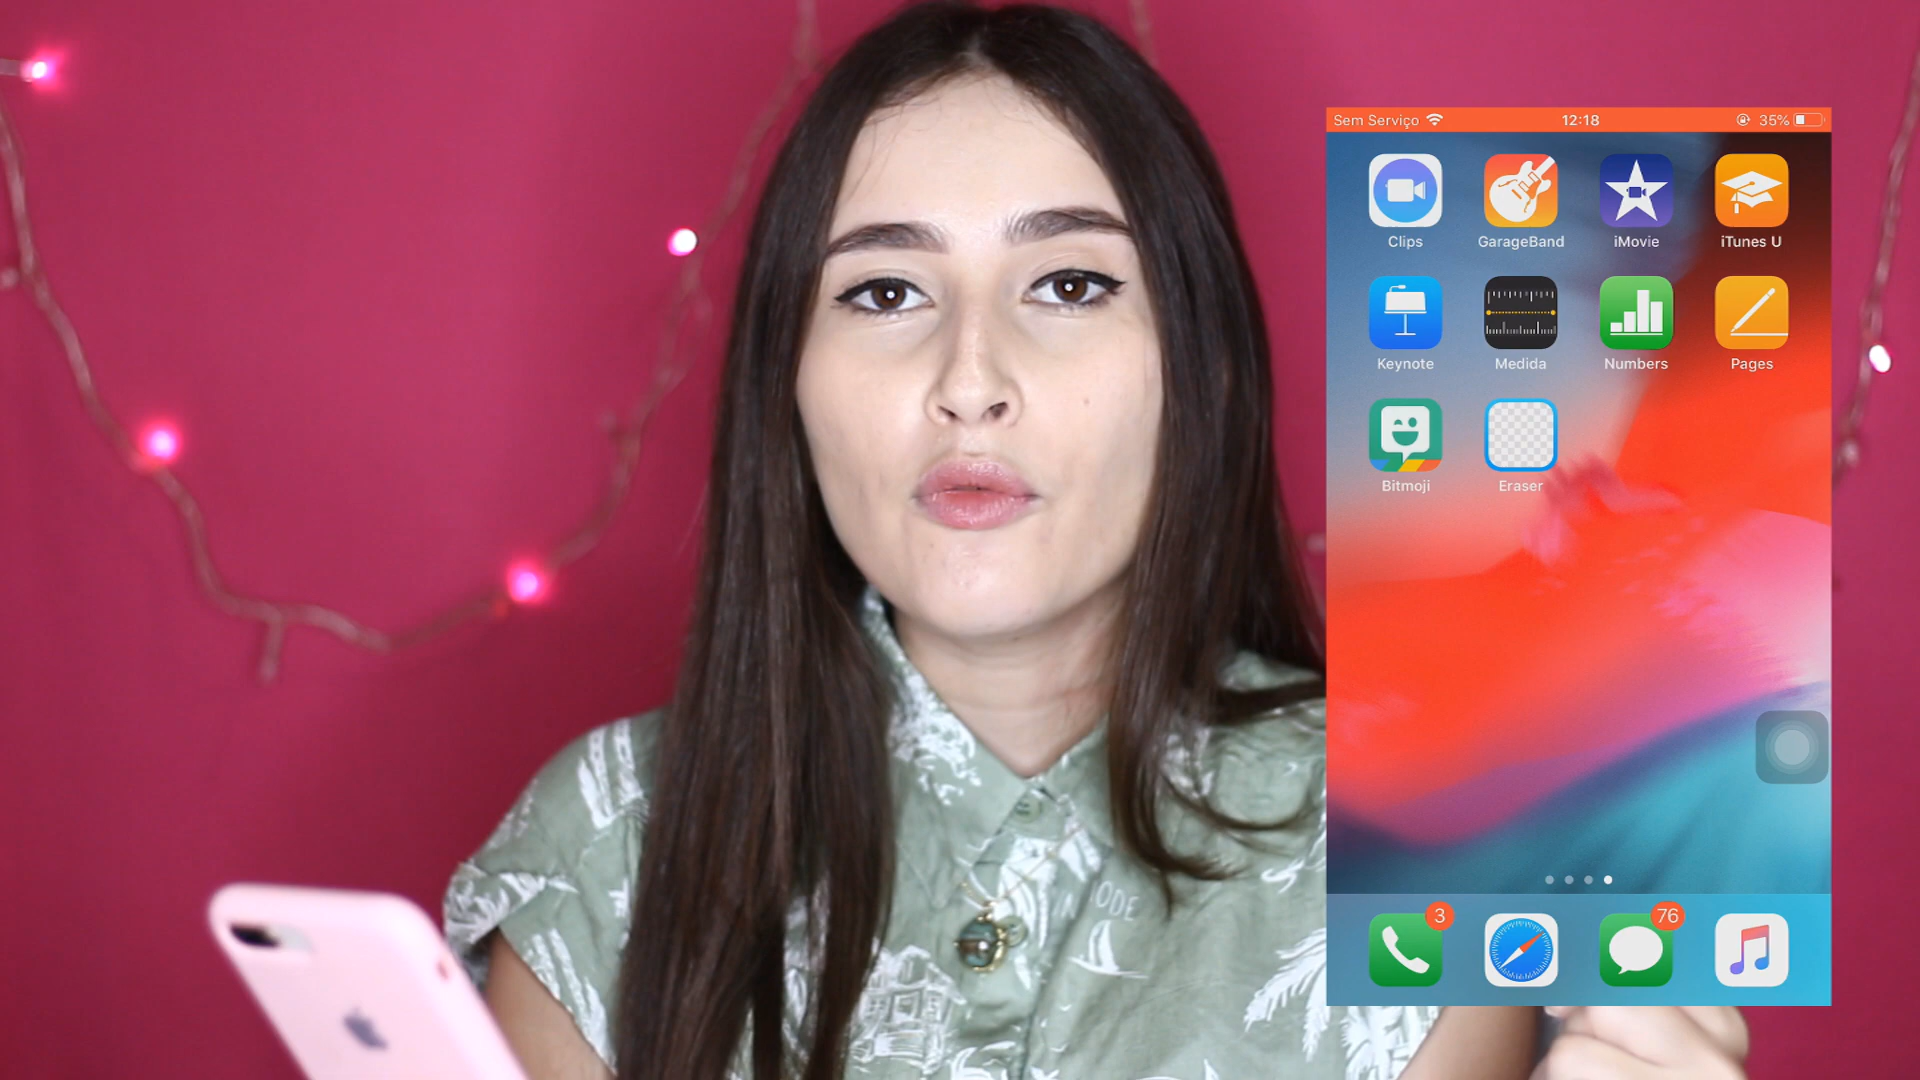 Sem Serviço 12:18 35%
Clips GarageBand iMovie iTunes U
Keynote Medida Numbers Pages
Bitmoji Eraser
3 76